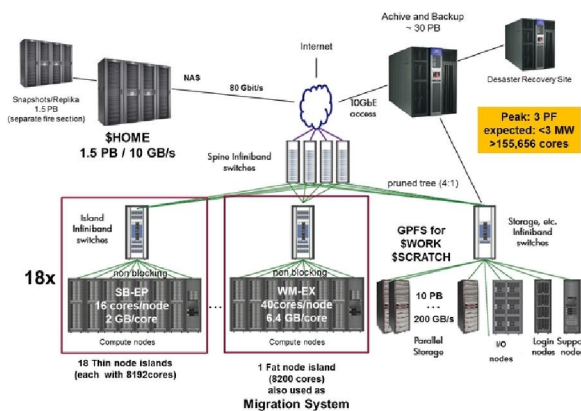 Internet
Achive and Backup
~ 30 PB
Desaster Recovery Site
NAS
80 Gbit/s
10GbE
access
Snapshots/Replika
1.5 PB
(separate fire section)
$HOME
1.5 PB / 10 GB/s
Peak: 3 PF
expected: <3 MW
>155,656 cores
Spine Infiniband
switches
pruned tree (4:1)
Island
Infiniband
switches
GPFS for
$WORK
$SCRATCH
Storage, etc.
Infiniband
switches
18x
non blocking
SB-EP
16 cores/node
2 GB/core
Compute nodes
...
non blocking
WM-EX
40cores/node
6.4 GB/core
Compute nodes
10 PB
...
200 GB/s
Parallel
Storage
I/O
nodes
Login
nodes
Suppo
nodes
18 Thin node islands
(each with 8192cores)
1 Fat node island
(8200 cores)
also used as
Migration System